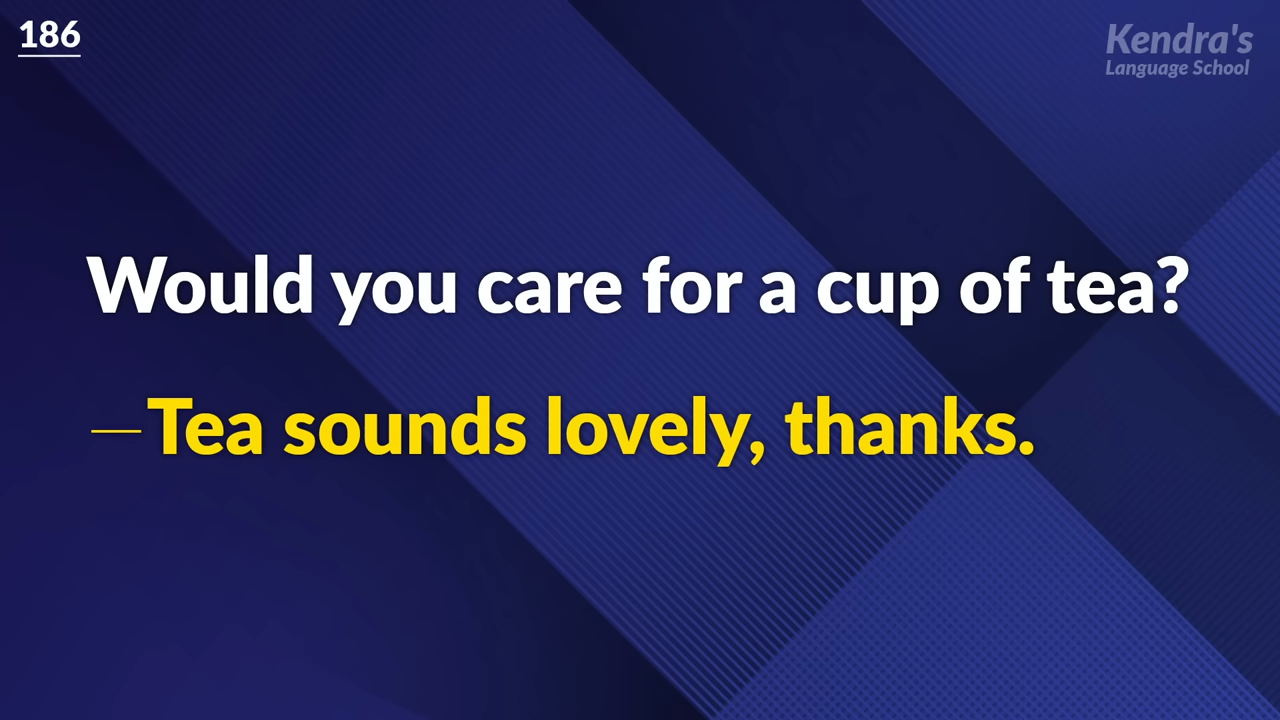 186
Kendra's
Language School
Would you care for a cup of tea?
—Tea sounds lovely, thanks.